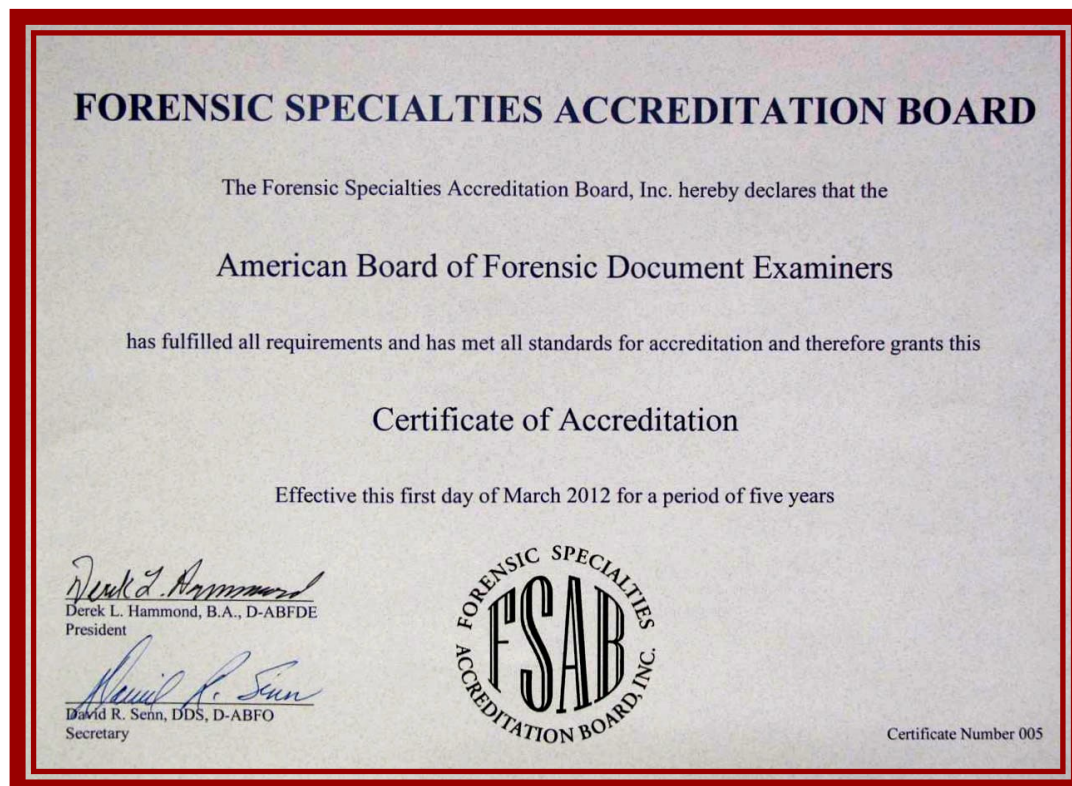 FORENSIC SPECIALTIES ACCREDITATION BOARD
The Forensic Specialties Accreditation Board, Inc. hereby declares that the
American Board of Forensic Document Examiners
has fulfilled all requirements and has met all standards for accreditation and therefore grants this
Certificate of Accreditation
Effective this first day of March 2012 for a period of five years
Derek L. Hammond
Derek L. Hammond, B.A., D-ABFDE
President
David R. Senn
David R. Senn, DDS, D-ABFO
Secretary
FORENSIC SPECIALTIES
FSAB
ACCREDITATION BOARD, INC.
Certificate Number 005